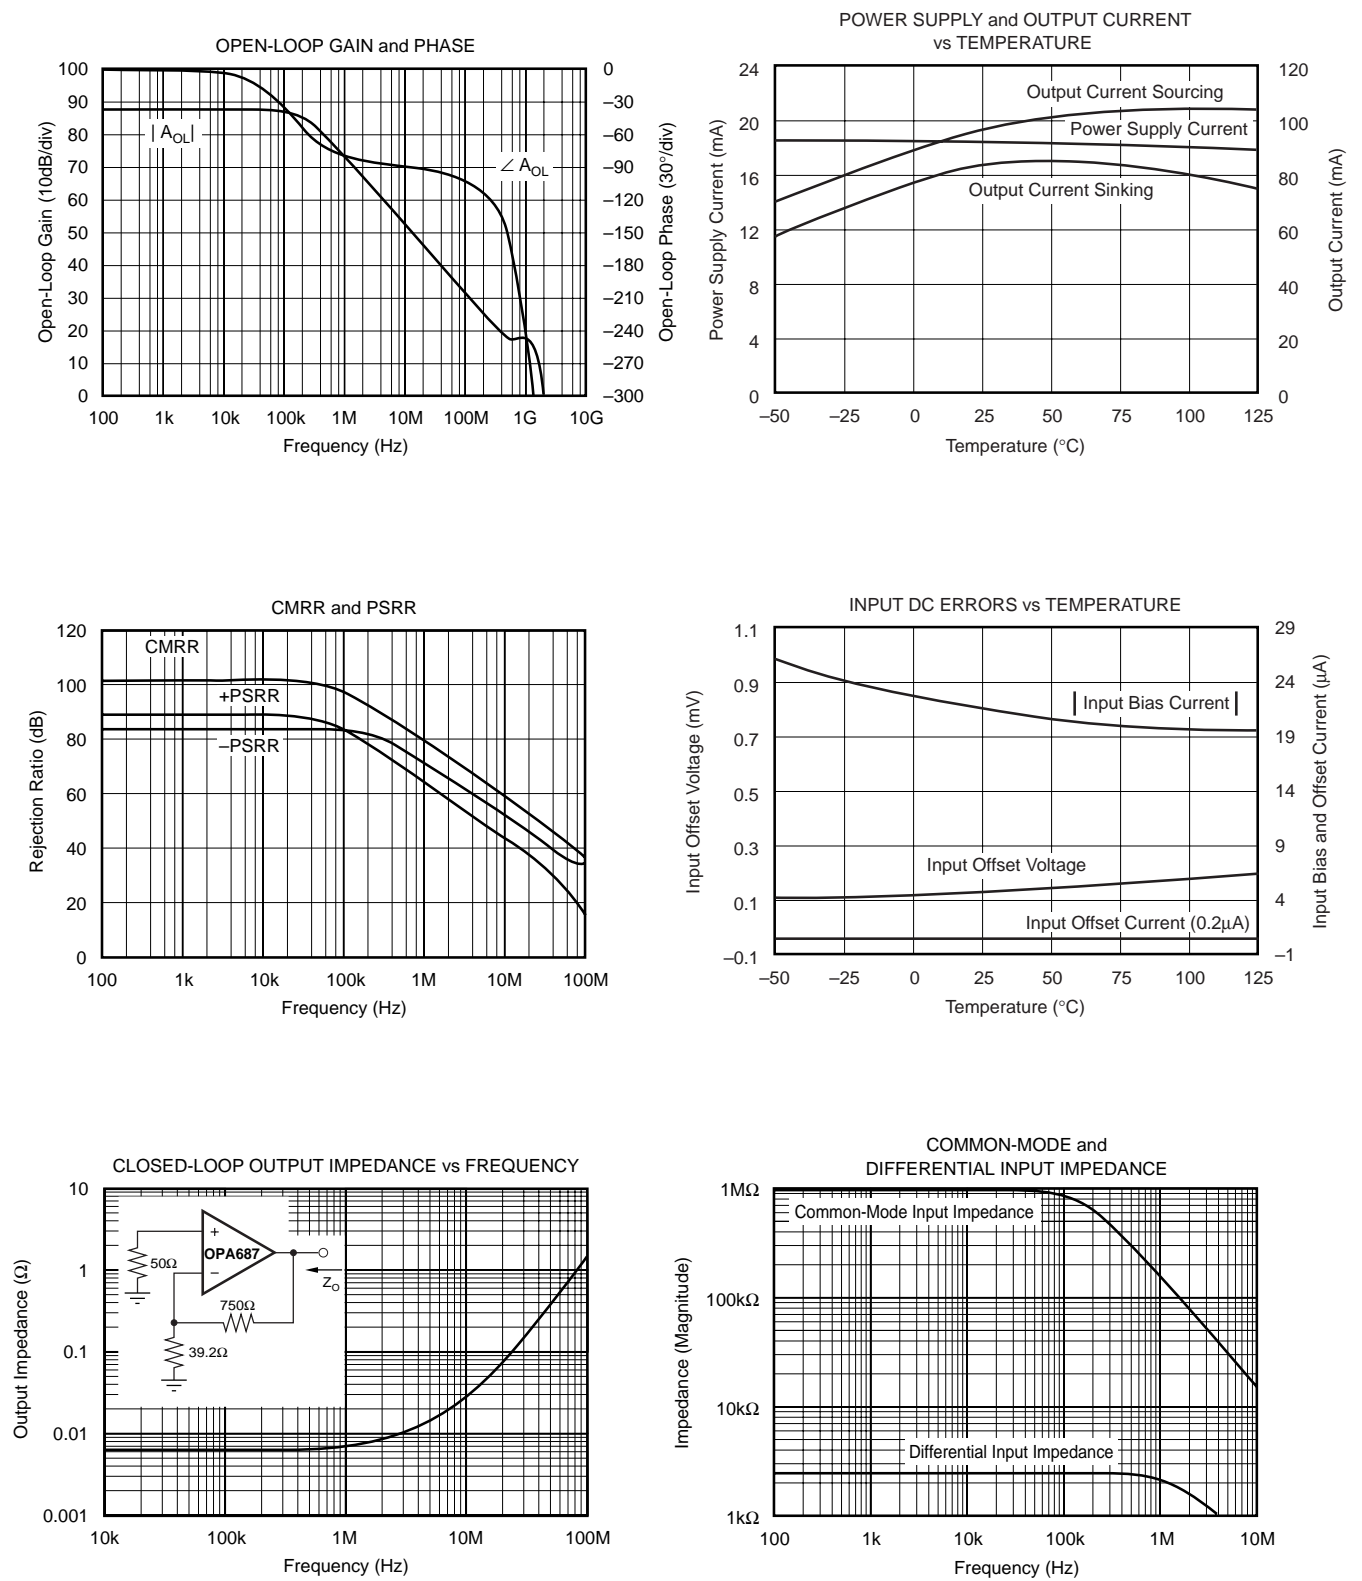 OPEN-LOOP GAIN and PHASE
100
90
80
70
60
50
40
30
20
10
0
Open-Loop Gain (10dB/div)
| A_OL|
∠ A_OL
0
–30
–60
–90
–120
–150
–180
–210
–240
–270
–300
Open-Loop Phase (30°/div)
100 1k 10k 100k 1M 10M 100M 1G 10G
Frequency (Hz)
POWER SUPPLY and OUTPUT CURRENT
vs TEMPERATURE
24
20
16
12
8
4
0
Power Supply Current (mA)
Output Current Sourcing
Power Supply Current
Output Current Sinking
120
100
80
60
40
20
0
Output Current (mA)
–50 –25 0 25 50 75 100 125
Temperature (°C)
CMRR and PSRR
120
100
80
60
40
20
0
Rejection Ratio (dB)
CMRR
+PSRR
–PSRR
100 1k 10k 100k 1M 10M 100M
Frequency (Hz)
INPUT DC ERRORS vs TEMPERATURE
1.1
0.9
0.7
0.5
0.3
0.1
–0.1
Input Offset Voltage (mV)
| Input Bias Current |
Input Offset Voltage
Input Offset Current (0.2µA)
29
24
19
14
9
4
–1
Input Bias and Offset Current (µA)
–50 –25 0 25 50 75 100 125
Temperature (°C)
CLOSED-LOOP OUTPUT IMPEDANCE vs FREQUENCY
10
1
0.1
0.01
0.001
Output Impedance (Ω)
+
OPA687
–
50Ω
Z_O
750Ω
39.2Ω
10k 100k 1M 10M 100M
Frequency (Hz)
COMMON-MODE and
DIFFERENTIAL INPUT IMPEDANCE
1MΩ
100kΩ
10kΩ
1kΩ
Impedance (Magnitude)
Common-Mode Input Impedance
Differential Input Impedance
100 1k 10k 100k 1M 10M
Frequency (Hz)